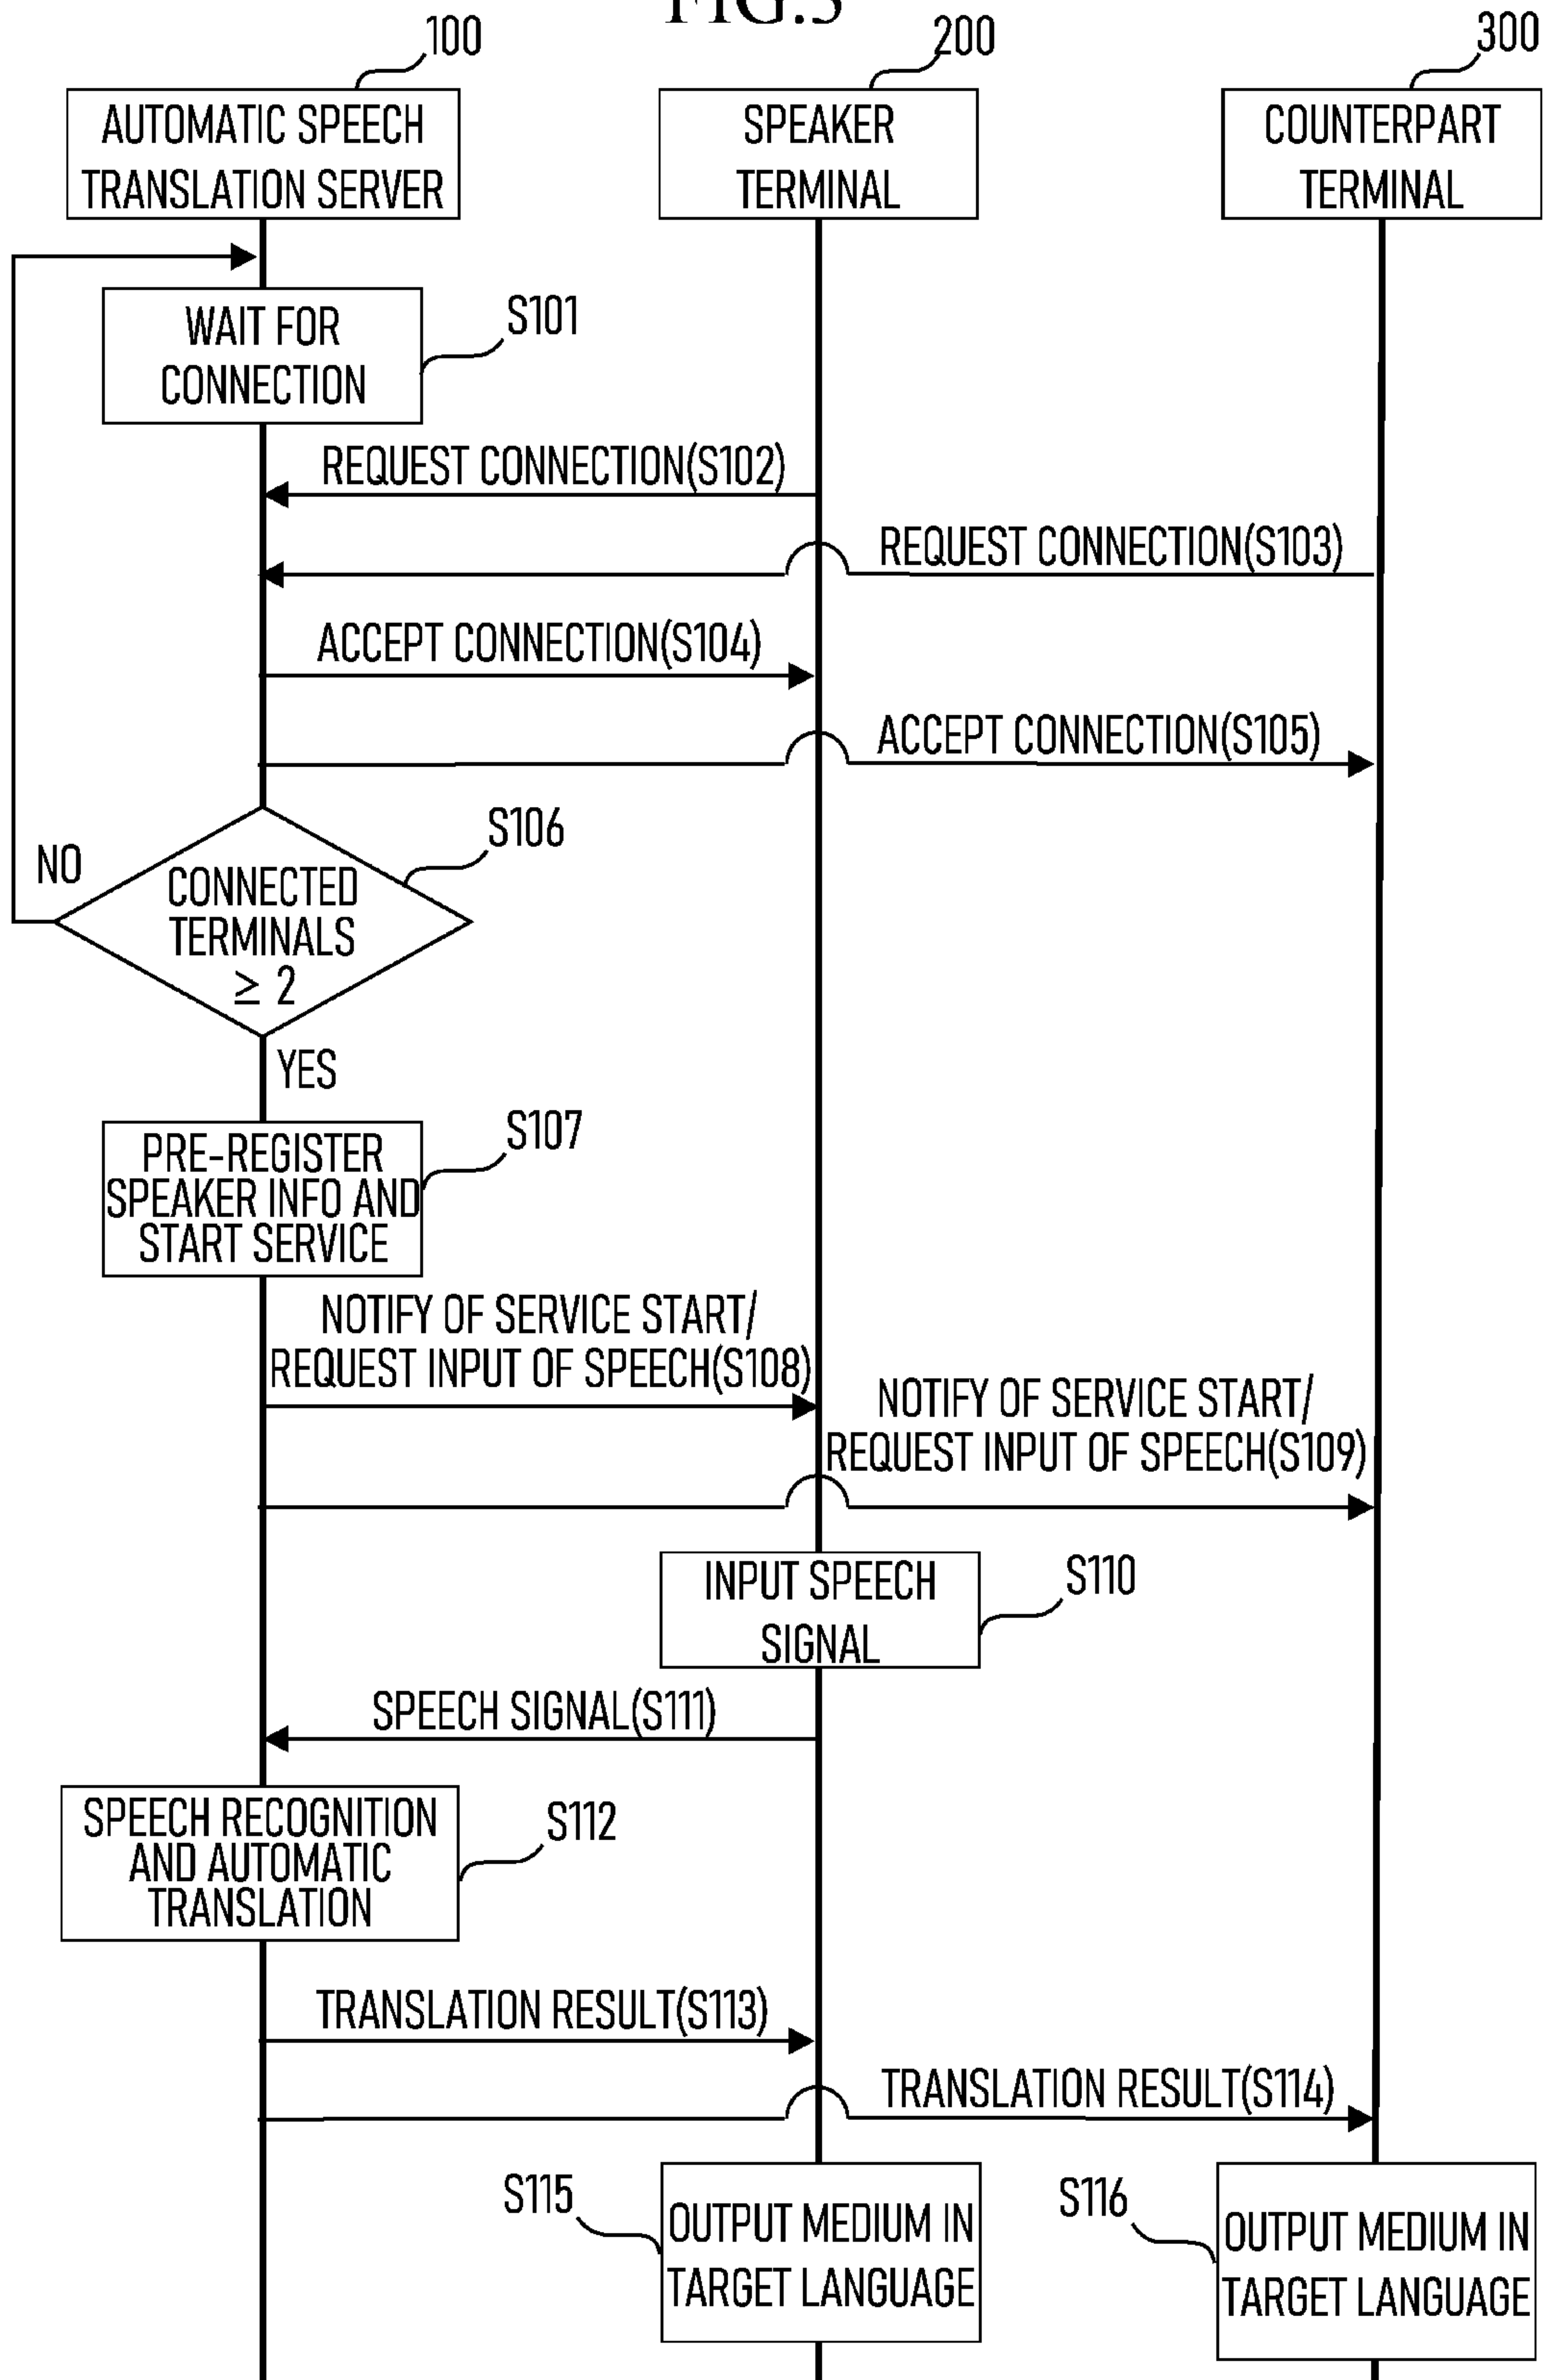 FIG.5
100
200
300
AUTOMATIC SPEECH
TRANSLATION SERVER
SPEAKER
TERMINAL
COUNTERPART
TERMINAL
WAIT FOR
CONNECTION
S101
REQUEST CONNECTION(S102)
REQUEST CONNECTION(S103)
ACCEPT CONNECTION(S104)
ACCEPT CONNECTION(S105)
S106
NO
CONNECTED
TERMINALS
≥ 2
YES
S107
PRE-REGISTER
SPEAKER INFO AND
START SERVICE
NOTIFY OF SERVICE START/
REQUEST INPUT OF SPEECH(S108)
NOTIFY OF SERVICE START/
REQUEST INPUT OF SPEECH(S109)
INPUT SPEECH
SIGNAL
S110
SPEECH SIGNAL(S111)
SPEECH RECOGNITION
AND AUTOMATIC
TRANSLATION
S112
TRANSLATION RESULT(S113)
TRANSLATION RESULT(S114)
S115
OUTPUT MEDIUM IN
TARGET LANGUAGE
S116
OUTPUT MEDIUM IN
TARGET LANGUAGE